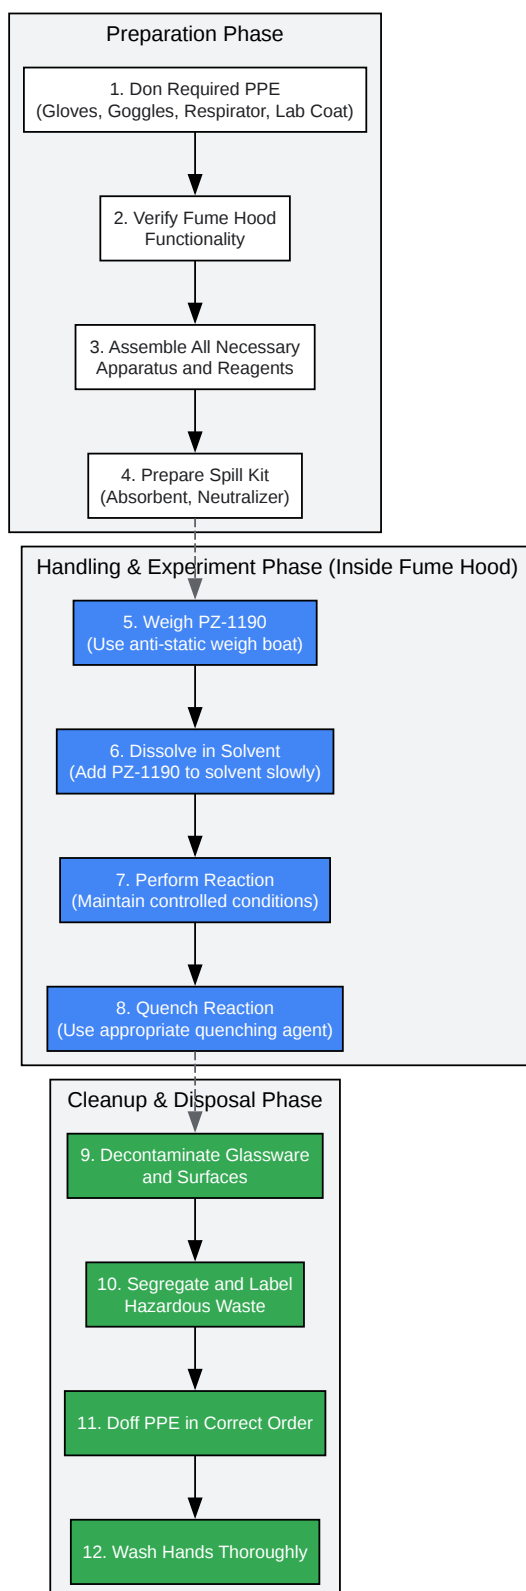 Preparation Phase
1. Don Required PPE
(Gloves, Goggles, Respirator, Lab Coat)
2. Verify Fume Hood
Functionality
3. Assemble All Necessary
Apparatus and Reagents
4. Prepare Spill Kit
(Absorbent, Neutralizer)
Handling & Experiment Phase (Inside Fume Hood)
5. Weigh PZ-1190
(Use anti-static weigh boat)
6. Dissolve in Solvent
(Add PZ-1190 to solvent slowly)
7. Perform Reaction
(Maintain controlled conditions)
8. Quench Reaction
(Use appropriate quenching agent)
Cleanup & Disposal Phase
9. Decontaminate Glassware
and Surfaces
10. Segregate and Label
Hazardous Waste
11. Doff PPE in Correct Order
12. Wash Hands Thoroughly